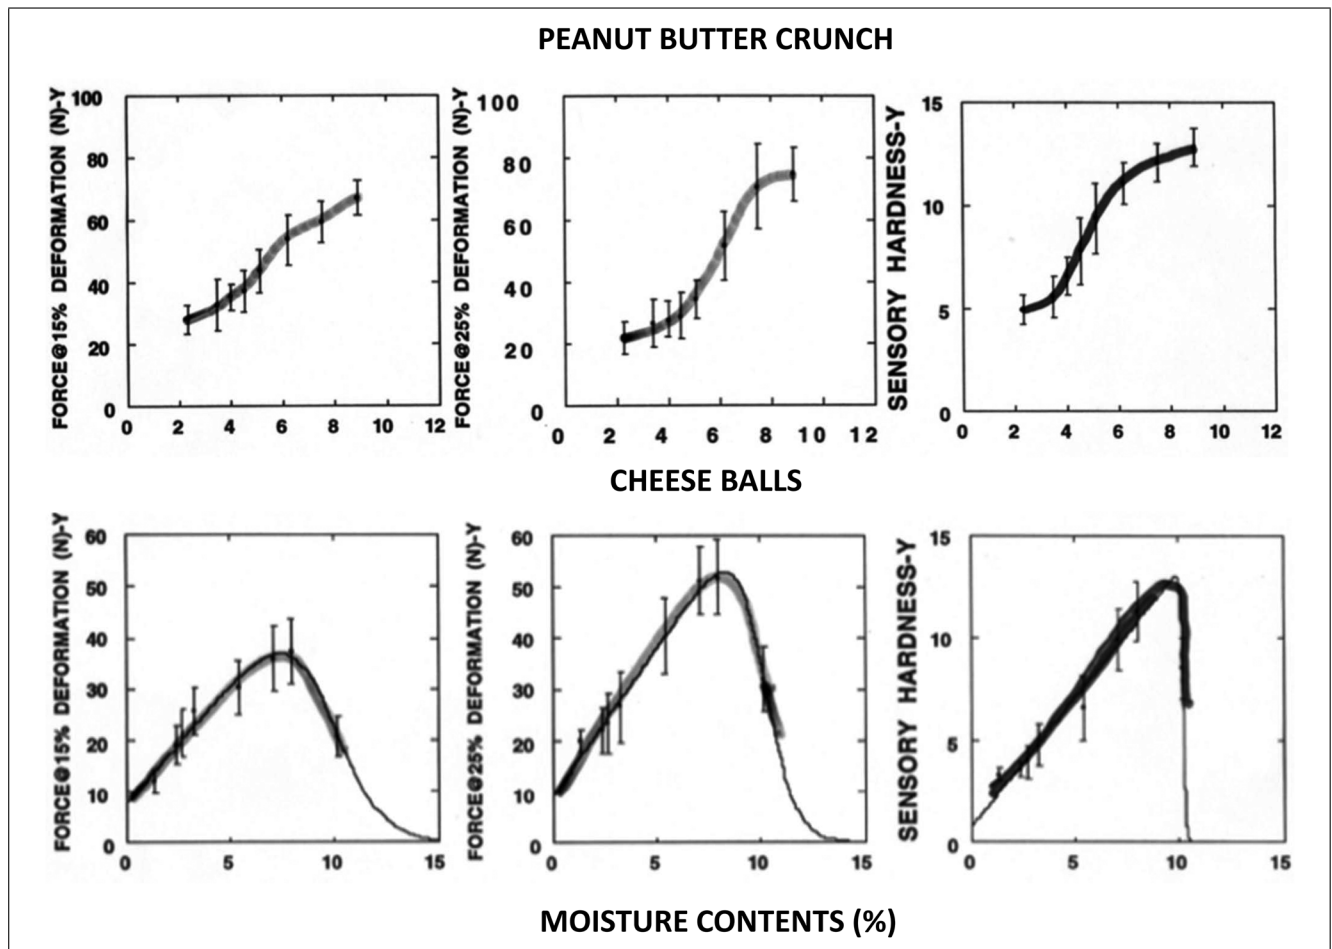 PEANUT BUTTER CRUNCH
FORCE@15% DEFORMATION (N)-Y
100
80
60
40
20
0
0 2 4 6 8 10 12
FORCE@25% DEFORMATION (N)-Y
100
80
60
40
20
0
0 2 4 6 8 10 12
SENSORY HARDNESS-Y
15
10
5
0
0 2 4 6 8 10 12
CHEESE BALLS
FORCE@15% DEFORMATION (N)-Y
60
50
40
30
20
10
0
0 5 10 15
FORCE@25% DEFORMATION (N)-Y
60
50
40
30
20
10
0
0 5 10 15
SENSORY HARDNESS-Y
15
10
5
0
0 5 10 15
MOISTURE CONTENTS (%)